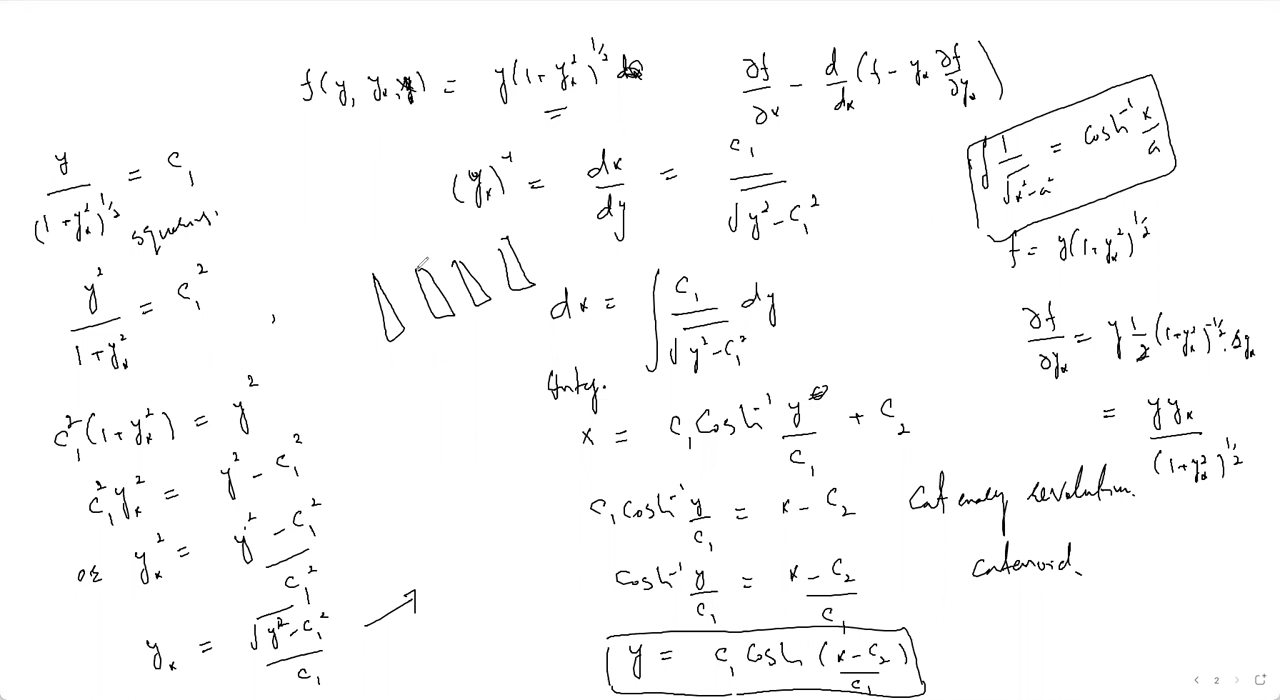 f(y, yₓ, x) = y(1+yₓ²)^{1/2} dx
∂f/∂x − d/dx (f − yₓ ∂f/∂yₓ)
y/(1+yₓ²)^{1/2} = c₁
squaring.
y²/(1+yₓ²) = c₁²
c₁²(1+yₓ²) = y²
c₁²yₓ² = y² − c₁²
or yₓ² = (y² − c₁²)/c₁²
yₓ = √(y² − c₁²)/c₁
(yₓ)⁻¹ = dx/dy = c₁/√(y² − c₁²)
dx = ∫ c₁/√(y² − c₁²) dy
Integ.
x = c₁ Cosh⁻¹ y/c₁ + c₂
c₁ Cosh⁻¹ y/c₁ = x − c₂
Cosh⁻¹ y/c₁ = (x − c₂)/c₁
y = c₁ Cosh ((x − c₂)/c₁)
∫ 1/√(x² − a²) = Cosh⁻¹ x/a
f = y(1+yₓ²)^{1/2}
∂f/∂yₓ = y 1/2 (1+yₓ²)^{-1/2} · 2yₓ
= y yₓ/(1+yₓ²)^{1/2}
Catenary revolution.
Catenoid.
2